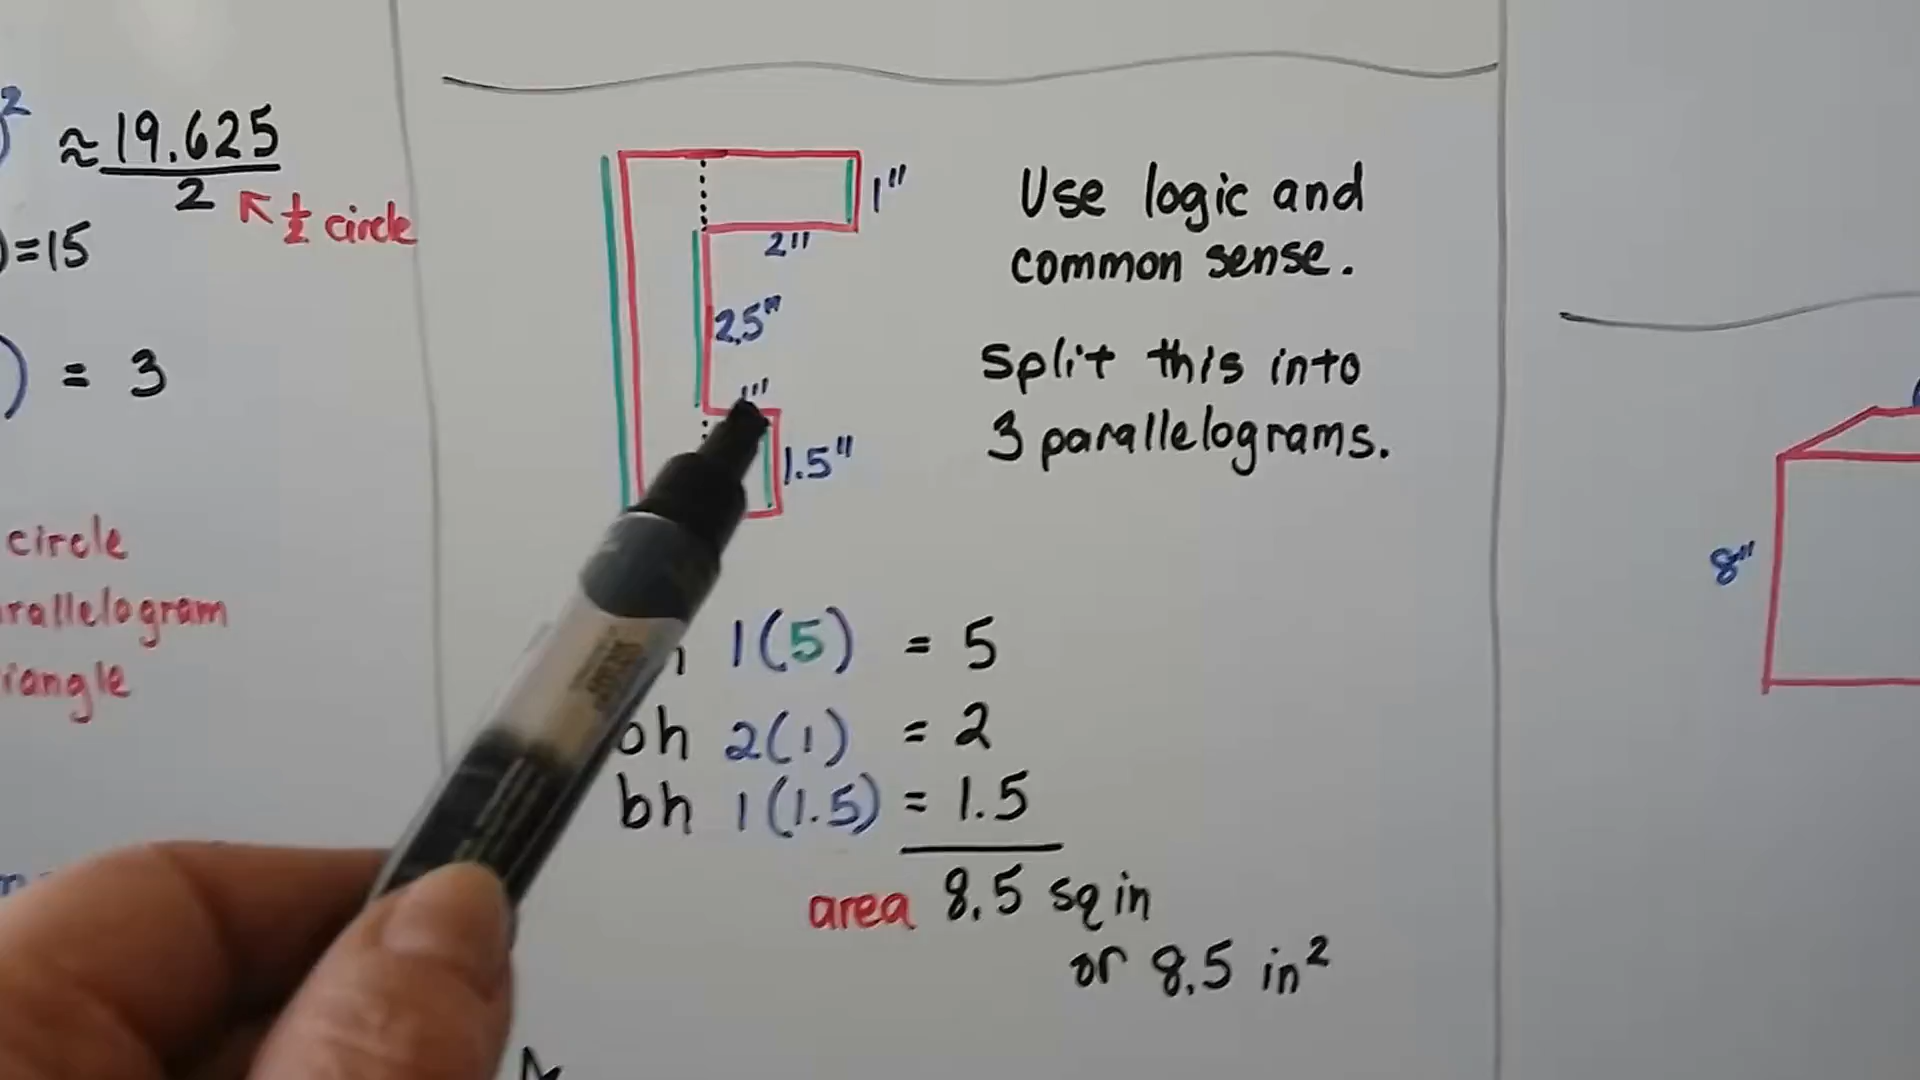 2
≈ 19.625
2
↖ ½ circle
)=15
) = 3
circle
rallelogram
iangle
1"
2"
2.5"
1"
1.5"
Use logic and
common sense.
Split this into
3 parallelograms.
1(5) = 5
bh 2(1) = 2
bh 1(1.5) = 1.5
area 8.5 sq in
or 8.5 in²
8"